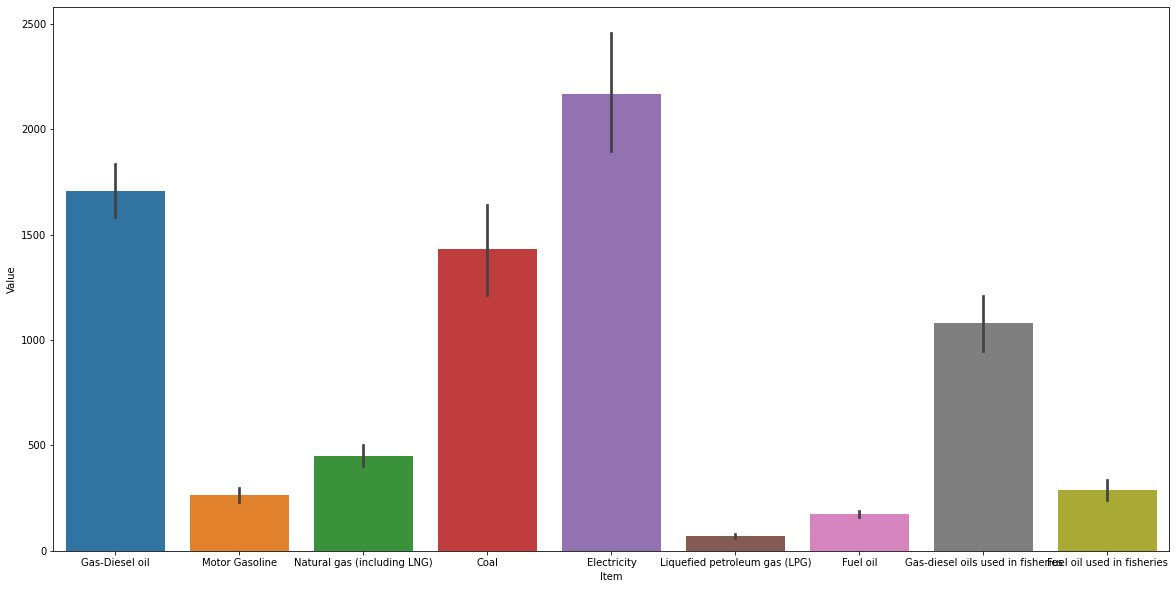 2500
2000
1500
1000
500
0
Value
Gas-Diesel oil
Motor Gasoline
Natural gas (including LNG)
Coal
Electricity
Liquefied petroleum gas (LPG)
Fuel oil
Gas-diesel oils used in fisheries
Fuel oil used in fisheries
Item